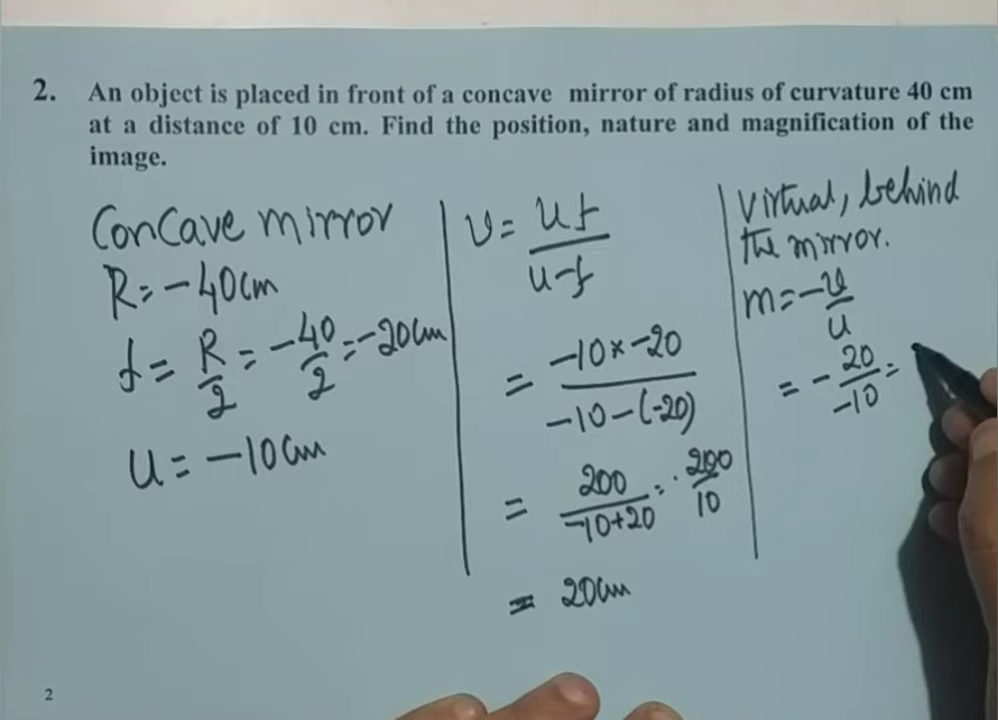 2. An object is placed in front of a concave mirror of radius of curvature 40 cm
at a distance of 10 cm. Find the position, nature and magnification of the
image.
Concave mirror
R = -40cm
f = R/2 = -40/2 = -20cm
u = -10cm
v = uf/u-f
= -10×-20/-10-(-20)
= 200/-10+20 = 200/10
= 20cm
Virtual, behind
the mirror.
m = -v/u
= -20/-10 =
2